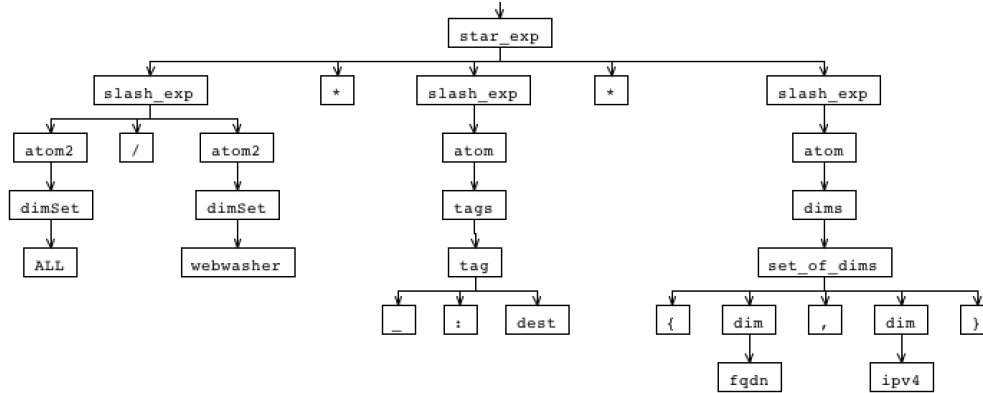 star_exp
slash_exp * slash_exp * slash_exp
atom2 / atom2 atom atom
dimSet dimSet tags dims
ALL webwasher tag set_of_dims
_ : dest { dim , dim }
fqdn ipv4